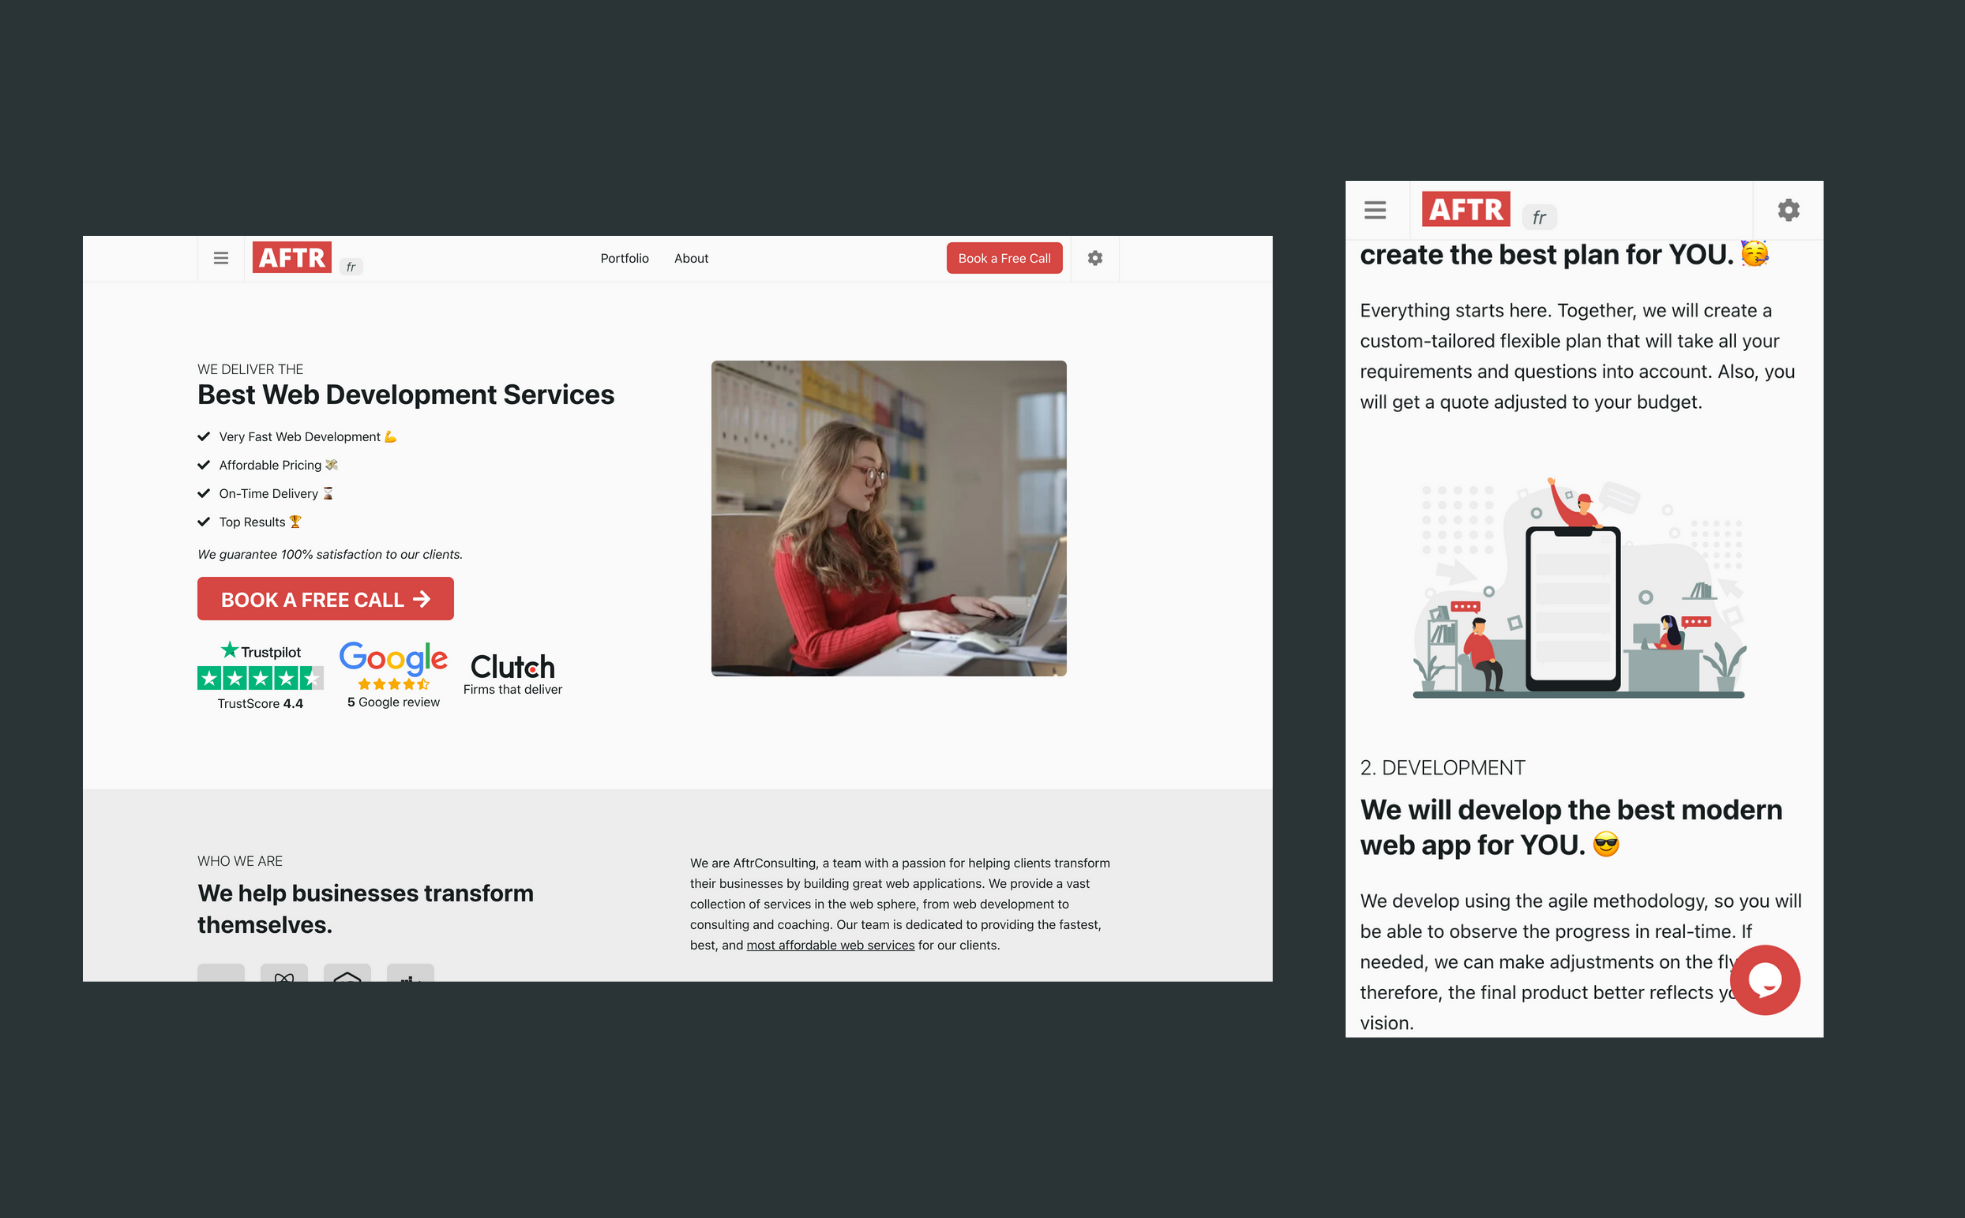 AFTR fr
Portfolio About
Book a Free Call
WE DELIVER THE
Best Web Development Services
Very Fast Web Development 💪
Affordable Pricing 💸
On-Time Delivery ⌛
Top Results 🏆
We guarantee 100% satisfaction to our clients.
BOOK A FREE CALL →
Trustpilot
TrustScore 4.4
Google
5 Google review
Clutch
Firms that deliver
WHO WE ARE
We help businesses transform
themselves.
We are AftrConsulting, a team with a passion for helping clients transform
their businesses by building great web applications. We provide a vast
collection of services in the web sphere, from web development to
consulting and coaching. Our team is dedicated to providing the fastest,
best, and most affordable web services for our clients.
AFTR fr
create the best plan for YOU. 🥳
Everything starts here. Together, we will create a
custom-tailored flexible plan that will take all your
requirements and questions into account. Also, you
will get a quote adjusted to your budget.
2. DEVELOPMENT
We will develop the best modern
web app for YOU. 😎
We develop using the agile methodology, so you will
be able to observe the progress in real-time. If
needed, we can make adjustments on the fly
therefore, the final product better reflects
vision.